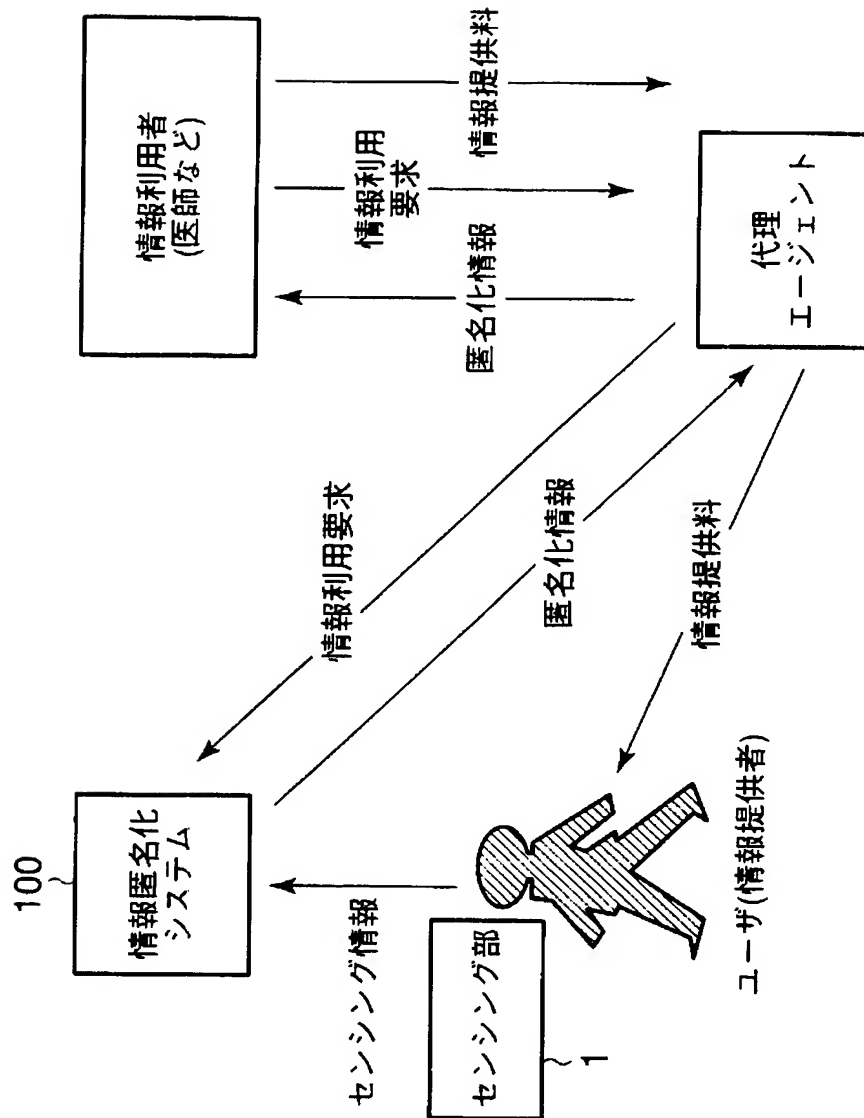 100
情報匿名化
システム
センシング情報
センシング部
1
ユーザ(情報提供者)
情報利用要求
匿名化情報
情報提供料
情報利用者
(医師など)
匿名化情報
情報利用
要求
情報提供料
代理
エージェント